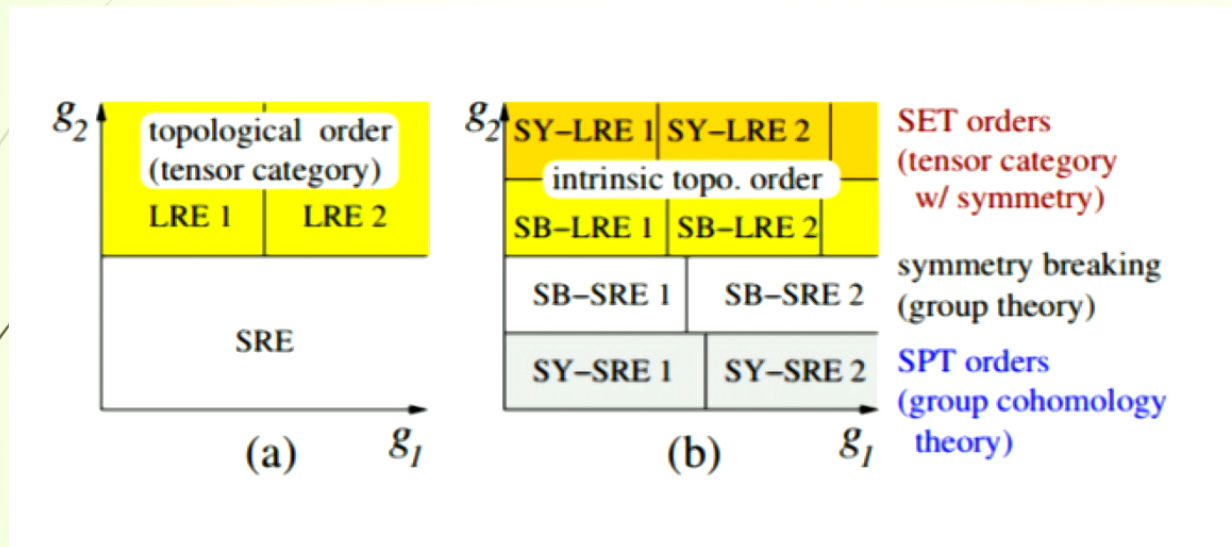 g2
topological order
(tensor category)
LRE 1
LRE 2
SRE
(a)
g1
g2
SY–LRE 1
SY–LRE 2
intrinsic topo. order
SB–LRE 1
SB–LRE 2
SB–SRE 1
SB–SRE 2
SY–SRE 1
SY–SRE 2
(b)
g1
SET orders
(tensor category
w/ symmetry)
symmetry breaking
(group theory)
SPT orders
(group cohomology
theory)